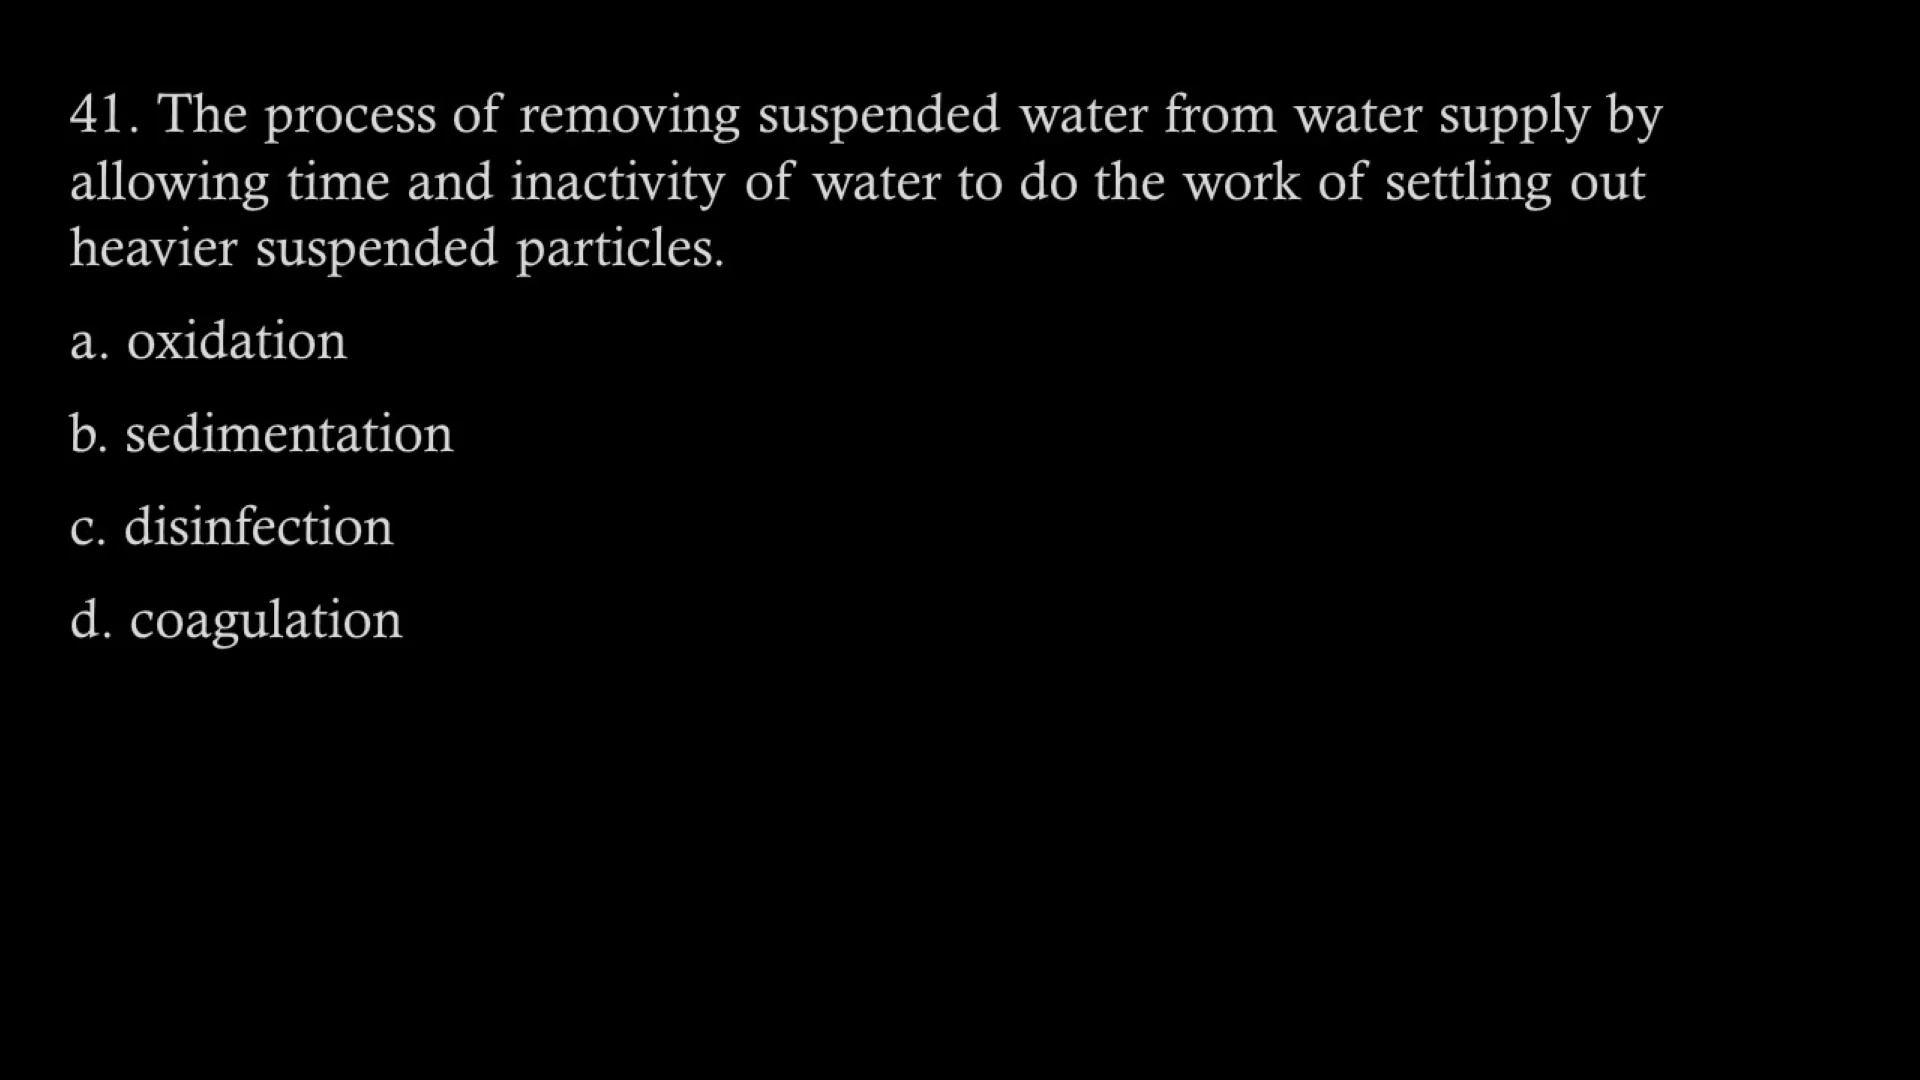 41. The process of removing suspended water from water supply by
allowing time and inactivity of water to do the work of settling out
heavier suspended particles.
a. oxidation
b. sedimentation
c. disinfection
d. coagulation